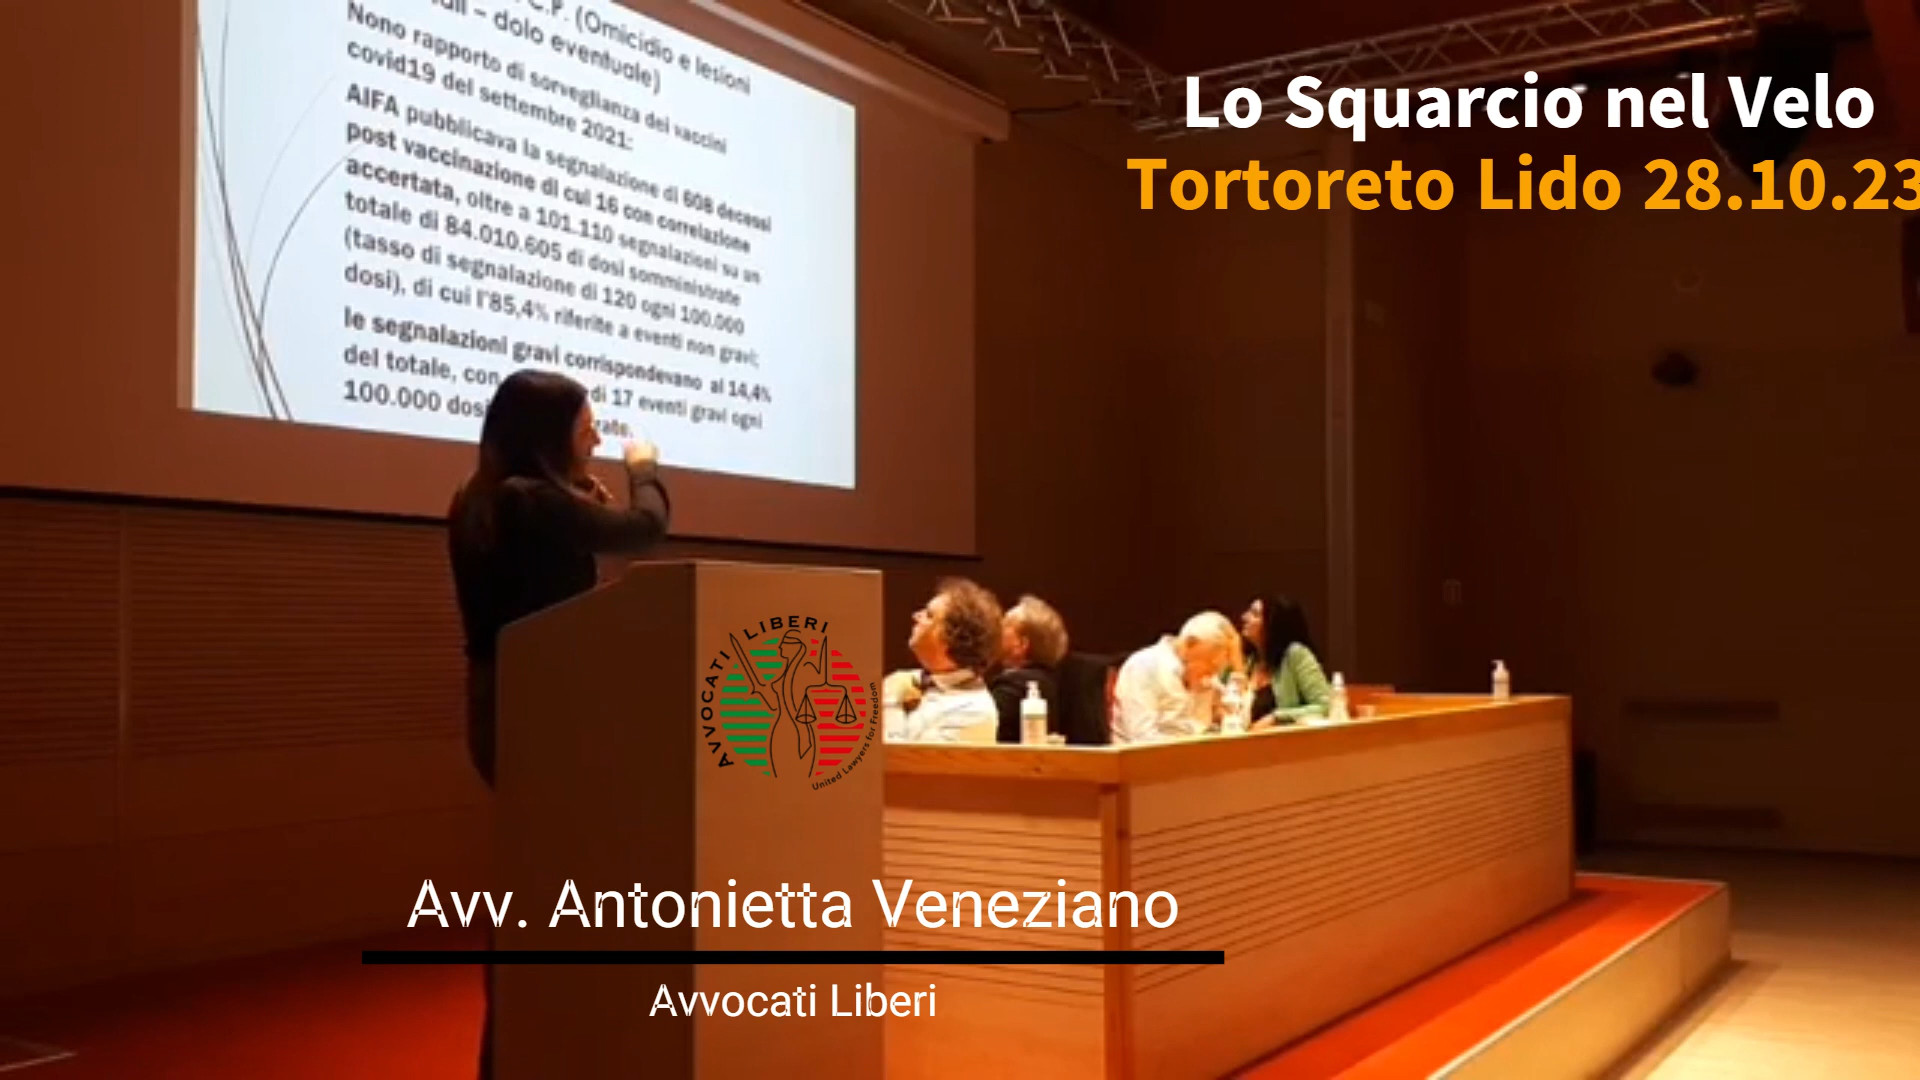 C.P. (Omicidio e lesioni
– dolo eventuale)
Nono rapporto di sorveglianza dei vaccini
covid19 del settembre 2021:
AIFA pubblicava la segnalazione di 608 decessi
post vaccinazione di cui 16 con correlazione
accertata, oltre a 101.110 segnalazioni su un
totale di 84.010.605 di dosi somministrate
(tasso di segnalazione di 120 ogni 100.000
dosi), di cui l'85,4% riferite a eventi non gravi;
le segnalazioni gravi corrispondevano al 14,4%
del totale, con di 17 eventi gravi ogni
100.000
Lo Squarcio nel Velo
Tortoreto Lido 28.10.23
AVVOCATI LIBERI
United Lawyers for Freedom
Avv. Antonietta Veneziano
Avvocati Liberi